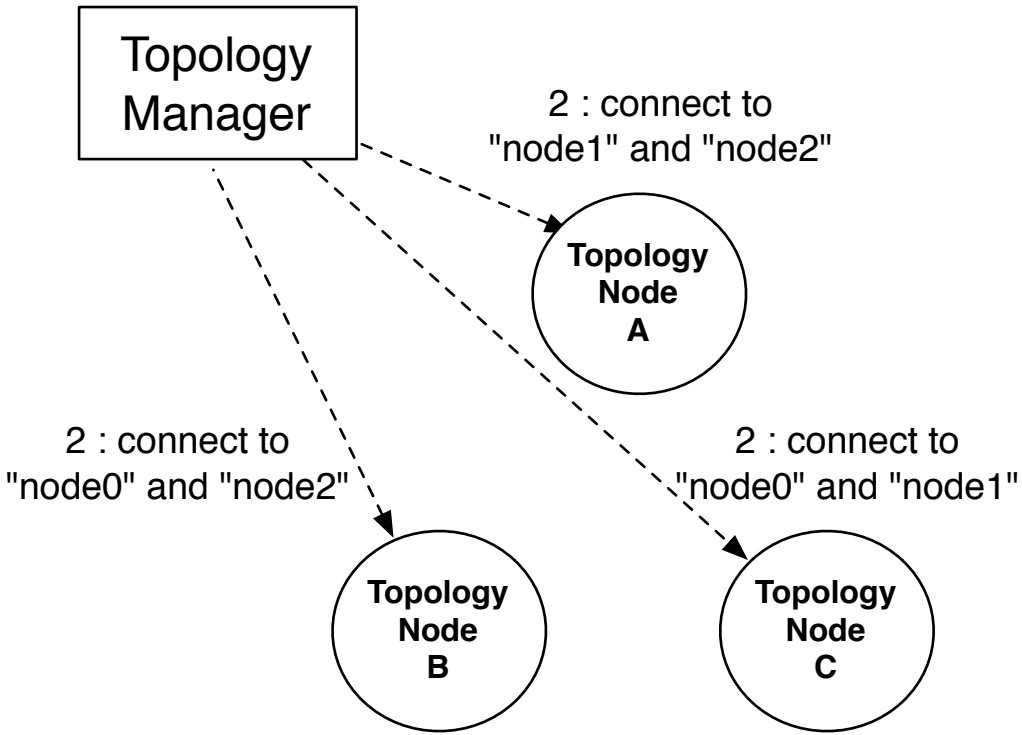 Topology
Manager
2 : connect to
"node1" and "node2"
Topology
Node
A
2 : connect to
"node0" and "node2"
2 : connect to
"node0" and "node1"
Topology
Node
B
Topology
Node
C